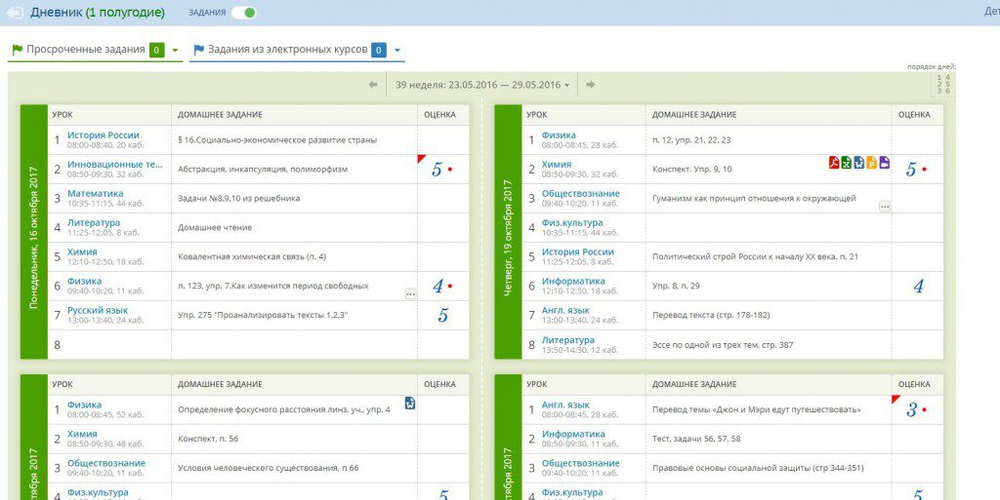 Дневник (1 полугодие) ЗАДАНИЯ
Дет
Просроченные задания 0 Задания из электронных курсов 0
порядок дней:
1 4
2 5
3 6
39 неделя: 23.05.2016 — 29.05.2016
Понедельник, 16 октября 2017
УРОК ДОМАШНЕЕ ЗАДАНИЕ ОЦЕНКА
1 История России § 16.Социально-экономическое развитие страны
08:00-08:40, 20 каб.
2 Инновационные те... Абстракция, инкапсуляция, полиморфизм 5
08:50-09:30, 32 каб.
3 Математика Задачи №8,9,10 из решебника
10:35-11:15, 44 каб.
4 Литература Домашнее чтение
11:25-12:05, 8 каб.
5 Химия Ковалентная химическая связь (п. 4)
12:10-12:50, 18 каб.
6 Физика п. 123, упр. 7.Как изменится период свободных ... 4
09:40-10:20, 11 каб.
7 Русский язык Упр. 275 "Проанализировать тексты 1,2,3" 5
13:00-13:40, 24 каб.
8
Четверг, 19 октября 2017
УРОК ДОМАШНЕЕ ЗАДАНИЕ ОЦЕНКА
1 Физика п. 12, упр. 21, 22, 23
08:00-08:45, 28 каб.
2 Химия Конспект. Упр. 9, 10 5
08:50-09:30, 32 каб.
3 Обществознание Гуманизм как принцип отношения к окружающей ...
09:40-10:20, 11 каб.
4 Физ.культура
10:35-11:15, 44 каб.
5 История России Политический строй России к началу XX века. п. 21
11:25-12:05, 8 каб.
6 Информатика Упр. 8, п. 29 4
12:10-12:50, 18 каб.
7 Англ. язык Перевод текста (стр. 178-182)
13:00-13:40, 24 каб.
8 Литература Эссе по одной из трех тем, стр. 387
13:50-14:30, 12 каб.
тября 2017
УРОК ДОМАШНЕЕ ЗАДАНИЕ ОЦЕНКА
1 Физика Определение фокусного расстояния линз. уч., упр. 4
08:00-08:45, 52 каб.
2 Химия Конспект, п. 56
08:50-09:30, 48 каб.
3 Обществознание Условия человеческого существования, п 66
09:40-10:20, 11 каб.
4 Физ.культура 5
ктября 2017
УРОК ДОМАШНЕЕ ЗАДАНИЕ ОЦЕНКА
1 Англ. язык Перевод темы «Джон и Мэри едут путешествовать» 3
08:00-08:45, 28 каб.
2 Информатика Тест, задачи 56, 57, 58
08:50-09:30, 32 каб.
3 Обществознание Правовые основы социальной защиты (стр 344-351)
09:40-10:20, 11 каб.
4 Физ.культура 5